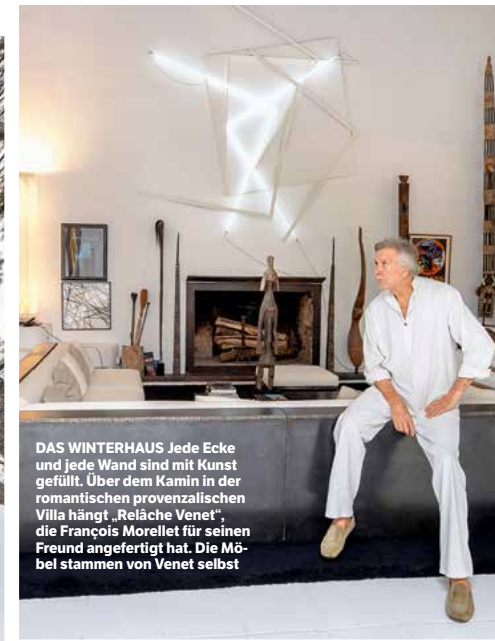 DAS WINTERHAUS Jede Ecke
und jede Wand sind mit Kunst
gefüllt. Über dem Kamin in der
romantischen provenzalischen
Villa hängt „Relâche Venet“,
die François Morellet für seinen
Freund angefertigt hat. Die Mö-
bel stammen von Venet selbst